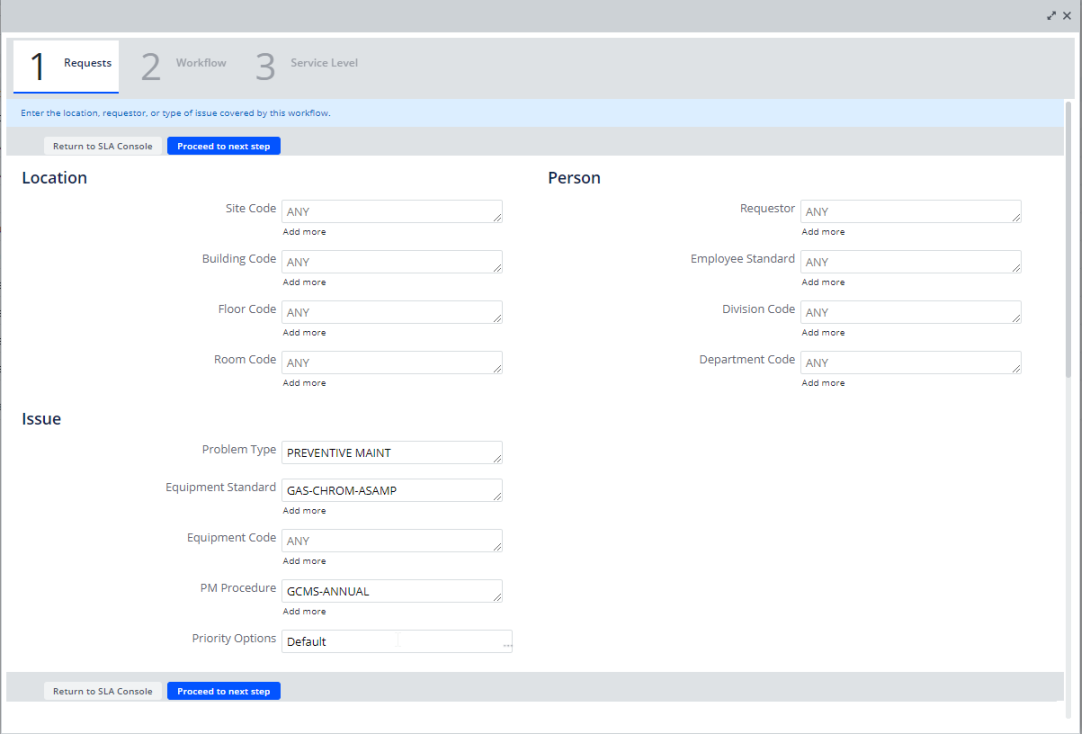 1 Requests 2 Workflow 3 Service Level
Enter the location, requestor, or type of issue covered by this workflow.
Return to SLA Console Proceed to next step
Location
Site Code ANY
Add more
Building Code ANY
Add more
Floor Code ANY
Add more
Room Code ANY
Add more
Person
Requestor ANY
Add more
Employee Standard ANY
Add more
Division Code ANY
Add more
Department Code ANY
Add more
Issue
Problem Type PREVENTIVE MAINT
Equipment Standard GAS-CHROM-ASAMP
Add more
Equipment Code ANY
Add more
PM Procedure GCMS-ANNUAL
Add more
Priority Options Default ...
Return to SLA Console Proceed to next step